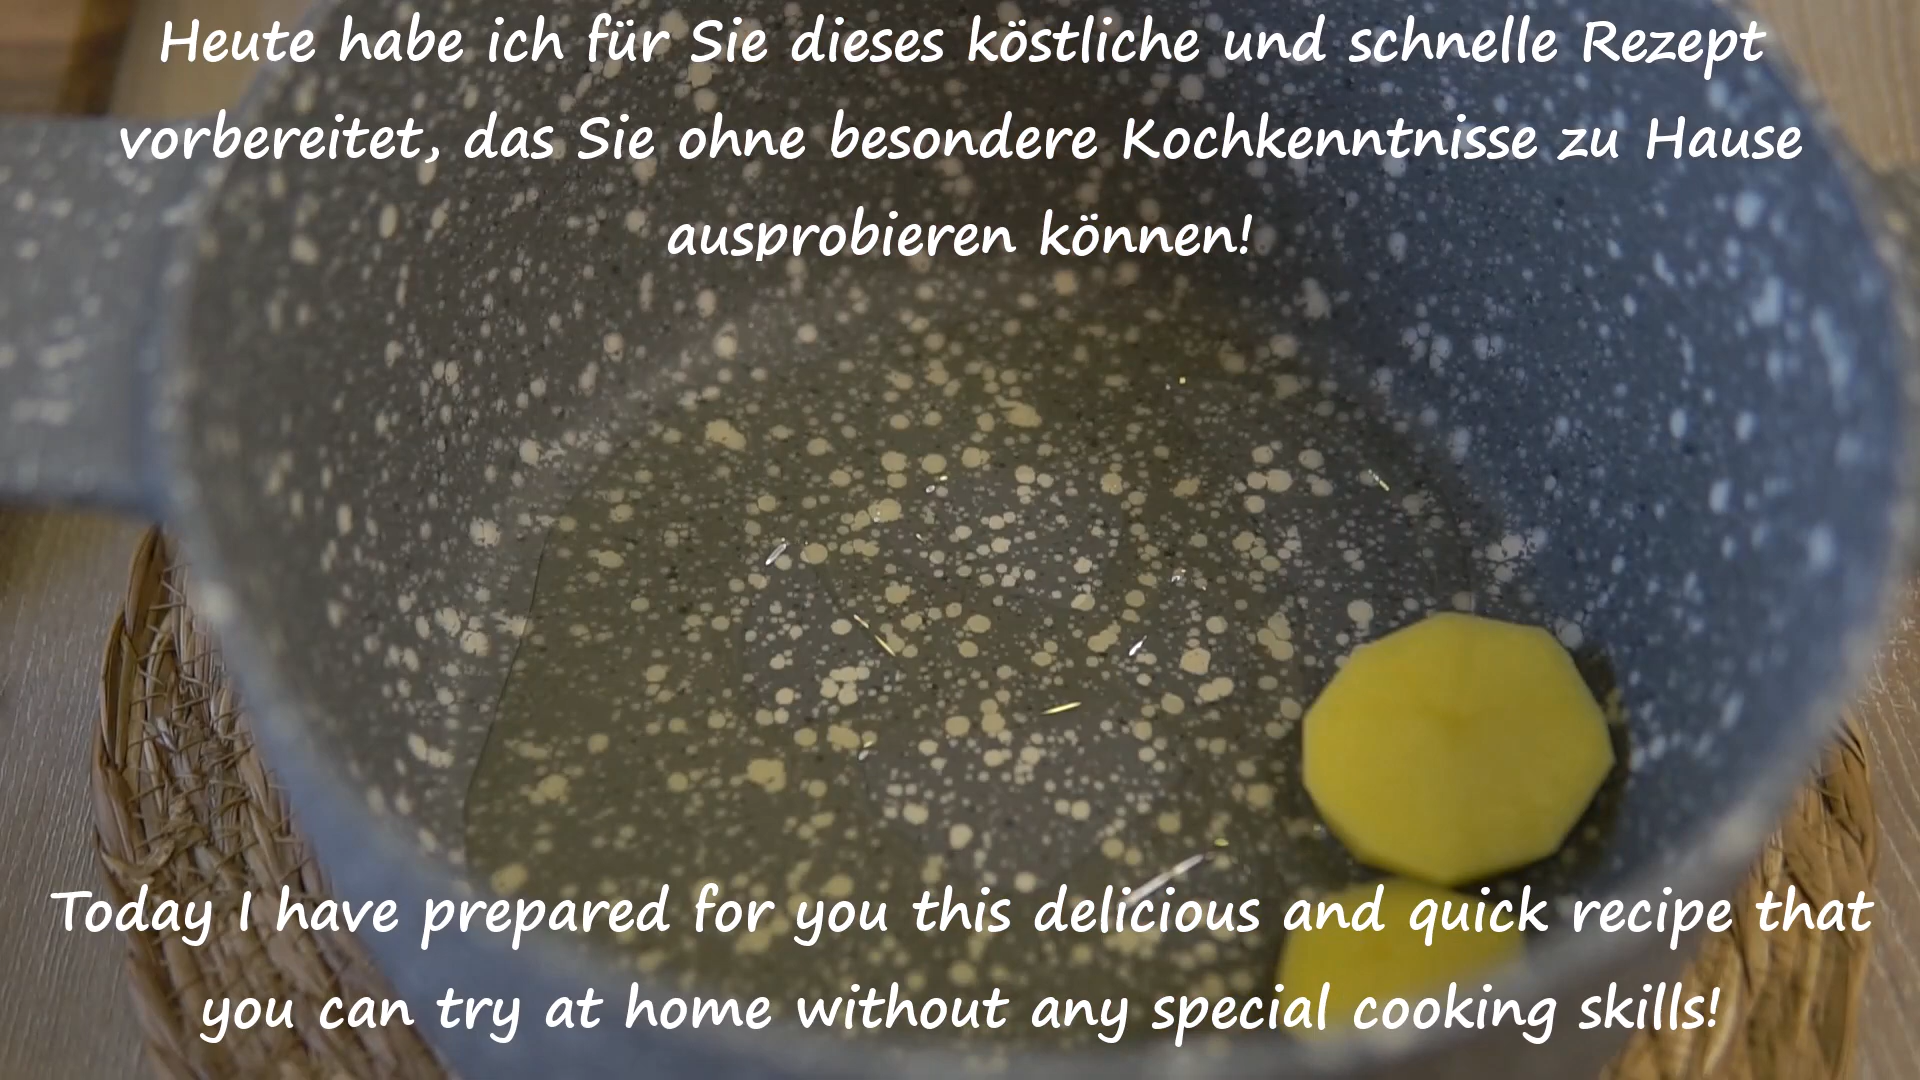 Heute habe ich für Sie dieses köstliche und schnelle Rezept
vorbereitet, das Sie ohne besondere Kochkenntnisse zu Hause
ausprobieren können!
Today I have prepared for you this delicious and quick recipe that
you can try at home without any special cooking skills!